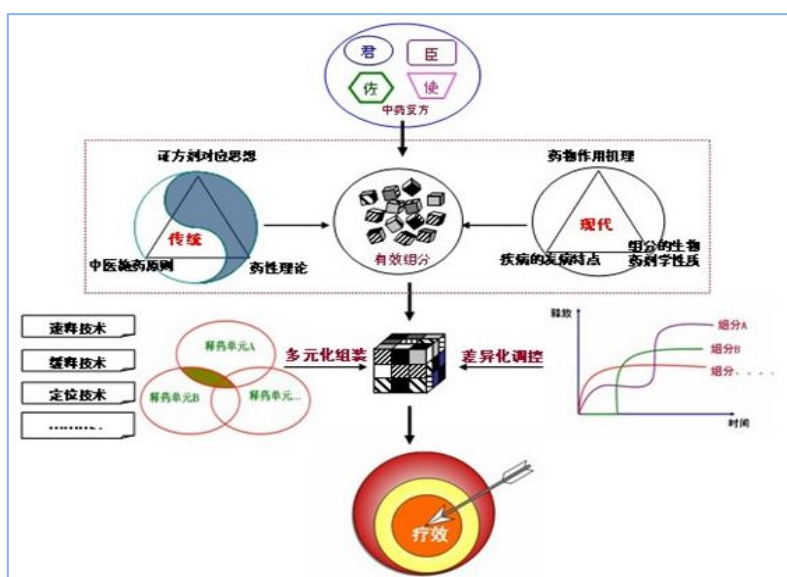 君
臣
佐
使
中药复方
证方剂对应思想
传统
中医施药原则
药性理论
有效组分
药物作用机理
现代
疾病的发病特点
组分的生物
药剂学性质
速释技术
缓释技术
定位技术
..........
释药单元A
释药单元B
释药单元...
多元化组装
差异化调控
释放
组分A
组分B
组分. . . .
时间
疗效